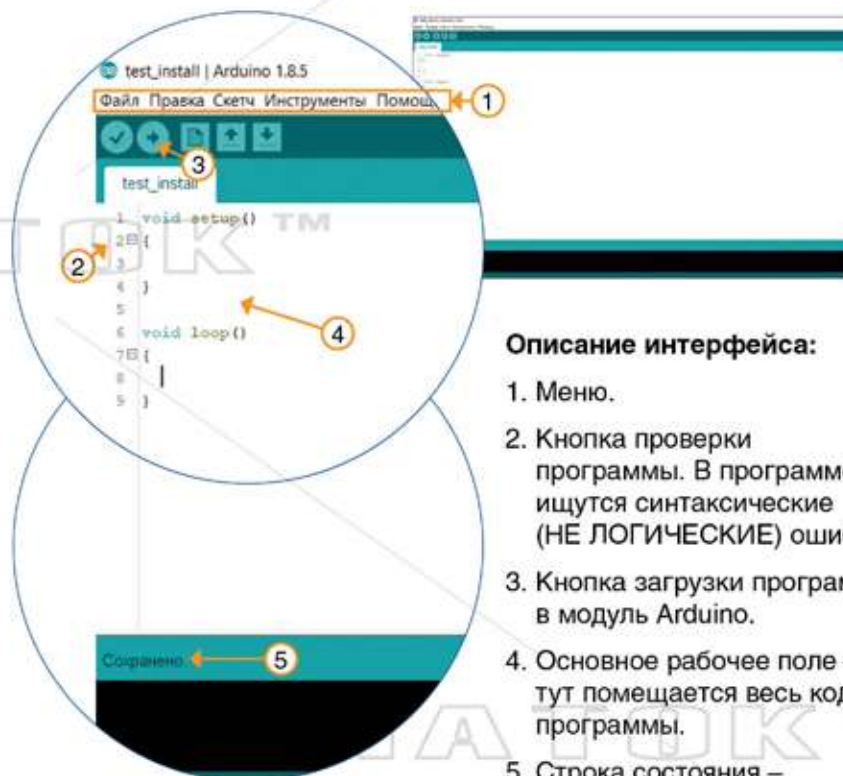 test_install | Arduino 1.8.5
Файл Правка Скетч Инструменты Помощ
1
3
test_install
1 void setup()
2 {
2
3
4 }
5
4
6 void loop()
7 {
8
9 }
Сохранено.
5
Описание интерфейса:
1. Меню.
2. Кнопка проверки
программы. В программ
ищутся синтаксические
(НЕ ЛОГИЧЕСКИЕ) оши
3. Кнопка загрузки програм
в модуль Arduino.
4. Основное рабочее поле
тут помещается весь код
программы.
5. Строка состояния –